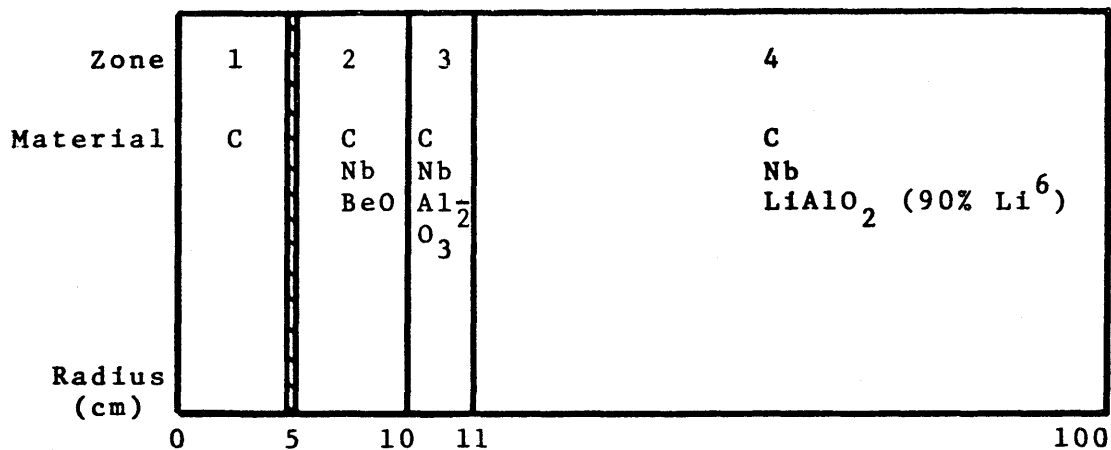 Zone 1 2 3 4
Material C C C C
Nb Nb Nb
BeO Al2- LiAlO2 (90% Li6)
O3
Radius
(cm)
0 5 10 11 100